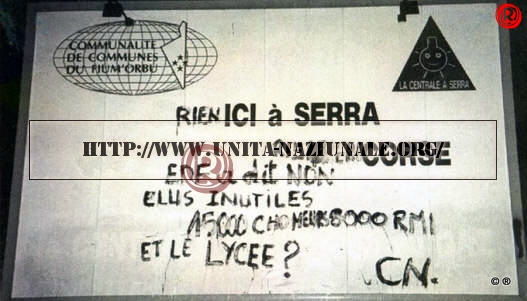 COMMUNAUTÉ
DE COMMUNES
DU FIUM'ORBU
LA CENTRALE à SERRA
RIEN ICI à SERRA
CORSE
HTTP://WWW.UNITA-NAZIUNALE.ORG/
EDF a dit NON
ELUS INUTILES
15000 CHOMEURS 8000 RMI
ET LE LYCEE ?
CN.
© ®